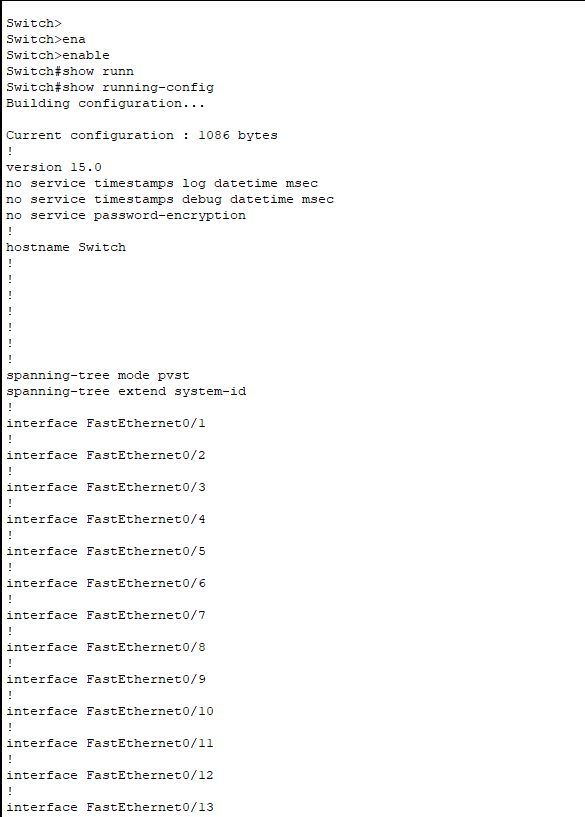 Switch>
Switch>ena
Switch>enable
Switch#show runn
Switch#show running-config
Building configuration...
Current configuration : 1086 bytes
!
version 15.0
no service timestamps log datetime msec
no service timestamps debug datetime msec
no service password-encryption
!
hostname Switch
!
!
!
!
!
!
!
spanning-tree mode pvst
spanning-tree extend system-id
!
interface FastEthernet0/1
!
interface FastEthernet0/2
!
interface FastEthernet0/3
!
interface FastEthernet0/4
!
interface FastEthernet0/5
!
interface FastEthernet0/6
!
interface FastEthernet0/7
!
interface FastEthernet0/8
!
interface FastEthernet0/9
!
interface FastEthernet0/10
!
interface FastEthernet0/11
!
interface FastEthernet0/12
!
interface FastEthernet0/13